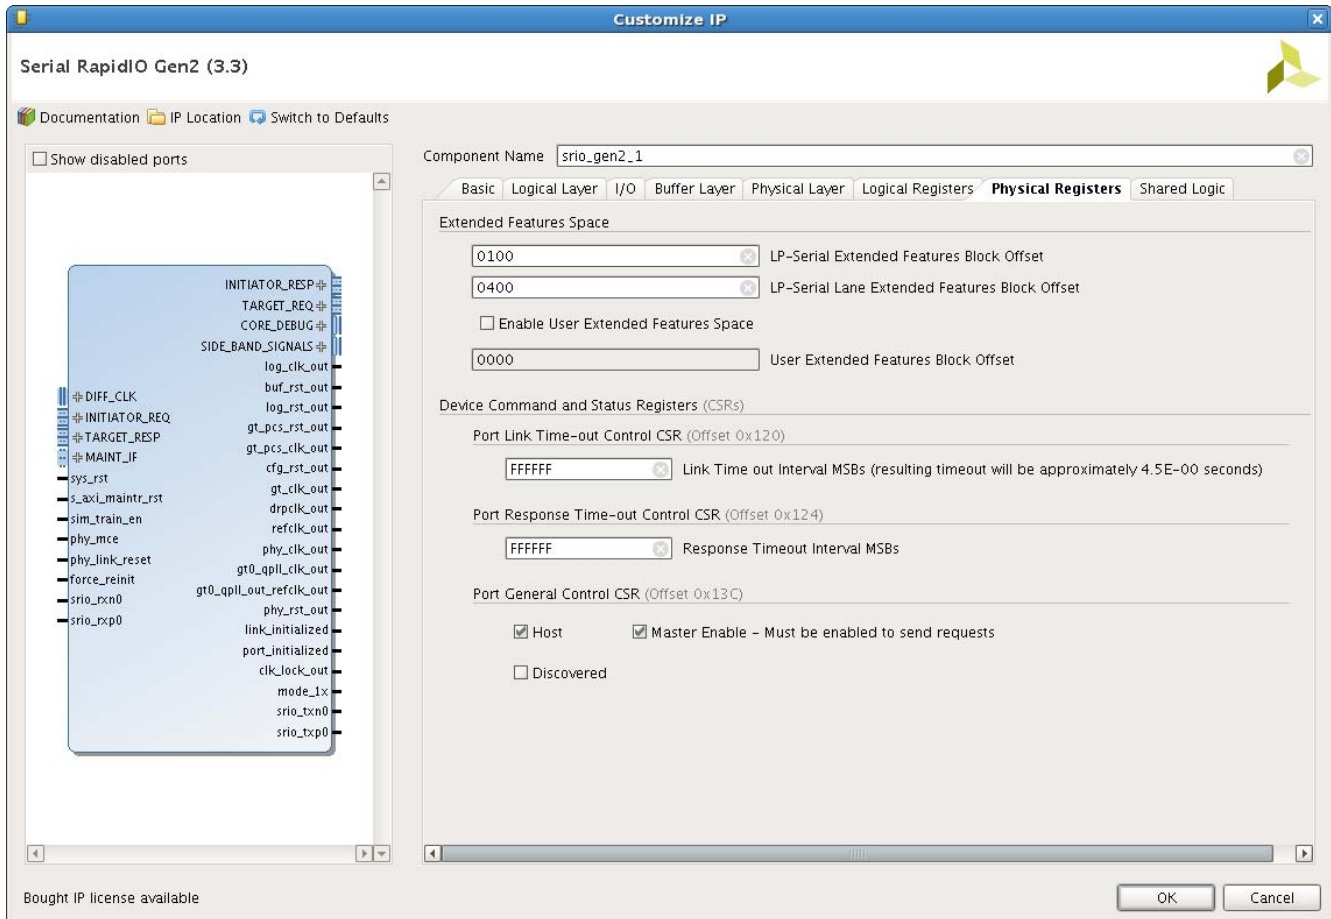 Customize IP
Serial RapidIO Gen2 (3.3)
Documentation IP Location Switch to Defaults
Show disabled ports
INITIATOR_RESP
TARGET_REQ
CORE_DEBUG
SIDE_BAND_SIGNALS
log_clk_out
buf_rst_out
log_rst_out
gt_pcs_rst_out
gt_pcs_clk_out
cfg_rst_out
gt_clk_out
drpclk_out
refclk_out
phy_clk_out
gt0_qpll_clk_out
gt0_qpll_out_refclk_out
phy_rst_out
link_initialized
port_initialized
clk_lock_out
mode_1x
srio_txn0
srio_txp0
DIFF_CLK
INITIATOR_REQ
TARGET_RESP
MAINT_IF
sys_rst
s_axi_maintr_rst
sim_train_en
phy_mce
phy_link_reset
force_reinit
srio_rxn0
srio_rxp0
Component Name srio_gen2_1
Basic Logical Layer I/O Buffer Layer Physical Layer Logical Registers Physical Registers Shared Logic
Extended Features Space
0100 LP-Serial Extended Features Block Offset
0400 LP-Serial Lane Extended Features Block Offset
Enable User Extended Features Space
0000 User Extended Features Block Offset
Device Command and Status Registers (CSRs)
Port Link Time-out Control CSR (Offset 0x120)
FFFFFF Link Time out Interval MSBs (resulting timeout will be approximately 4.5E-00 seconds)
Port Response Time-out Control CSR (Offset 0x124)
FFFFFF Response Timeout Interval MSBs
Port General Control CSR (Offset 0x13C)
Host Master Enable - Must be enabled to send requests
Discovered
Bought IP license available
OK Cancel